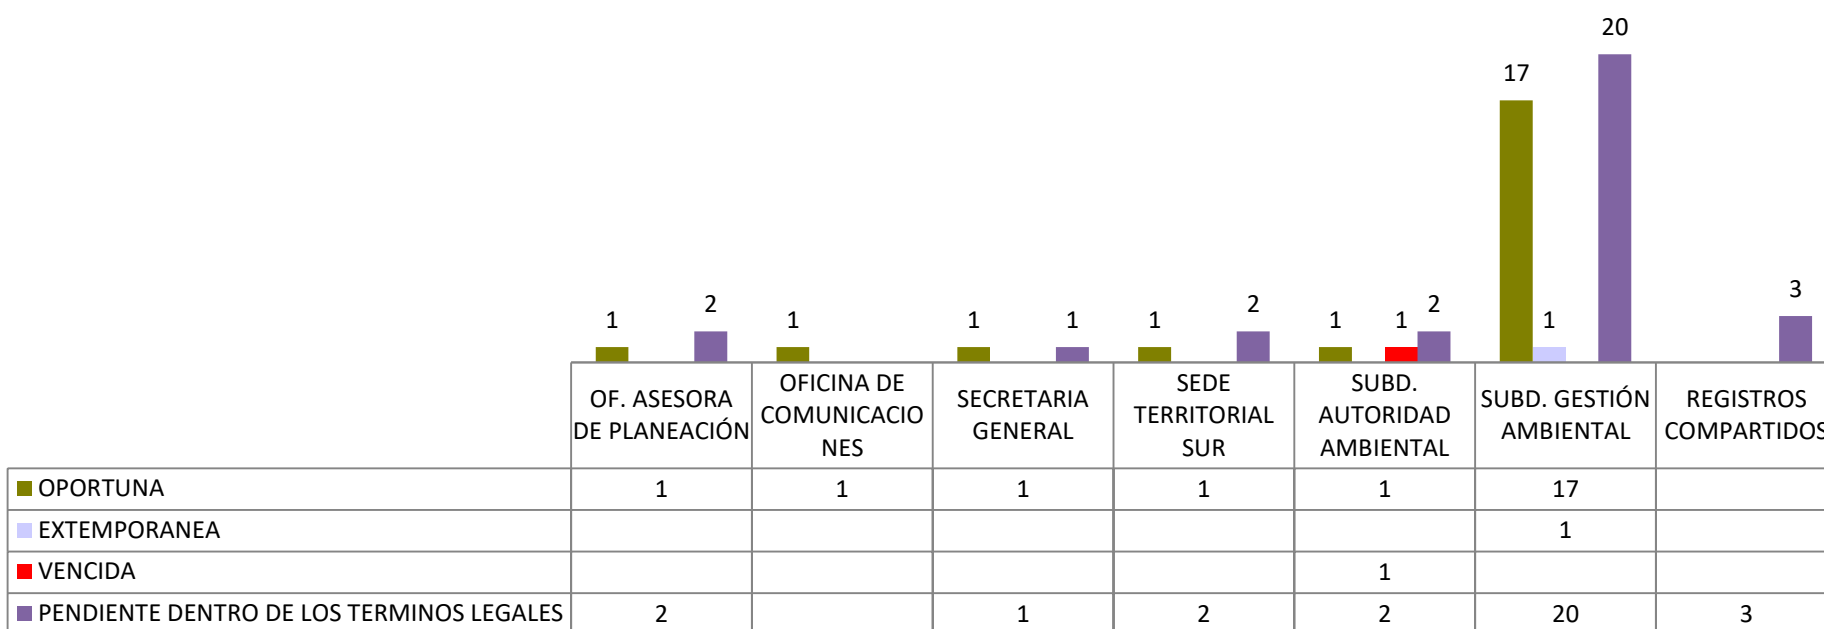 20
17
3
1
2
1
1
1
1
2
1
1
2
1
OF. ASESORA
DE PLANEACIÓN
OFICINA DE
COMUNICACIO
NES
SECRETARIA
GENERAL
SEDE
TERRITORIAL
SUR
SUBD.
AUTORIDAD
AMBIENTAL
SUBD. GESTIÓN
AMBIENTAL
REGISTROS
COMPARTIDOS
OPORTUNA 1 1 1 1 1 17
EXTEMPORANEA 1
VENCIDA 1
PENDIENTE DENTRO DE LOS TERMINOS LEGALES 2 1 2 2 20 3